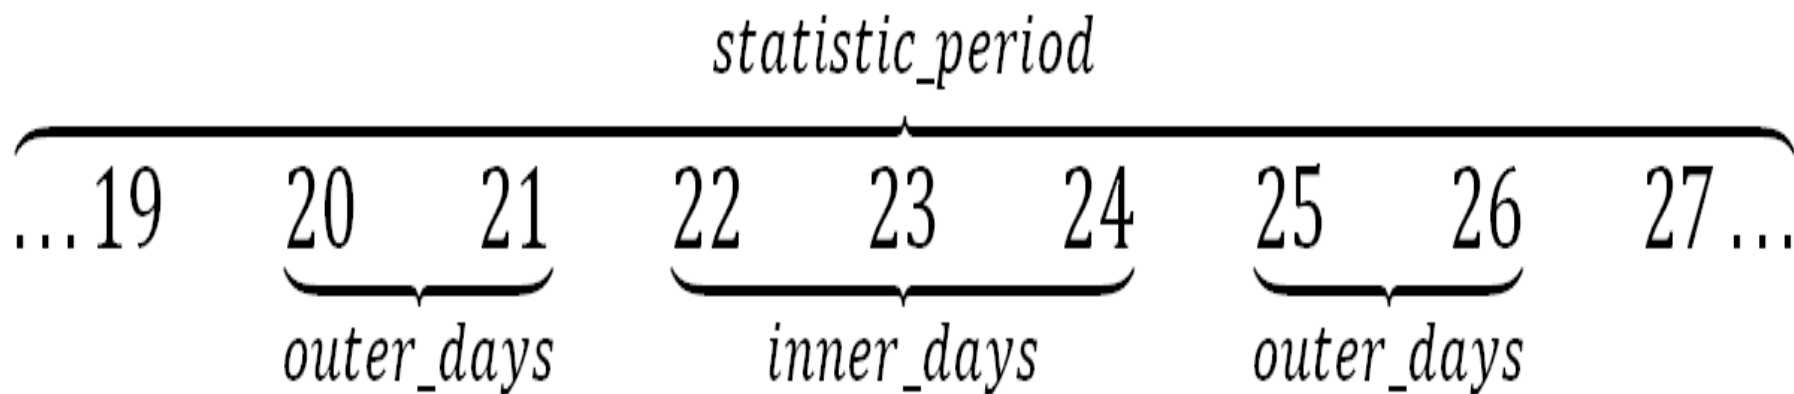 statistic_period
...19 20 21 22 23 24 25 26 27...
outer_days inner_days outer_days